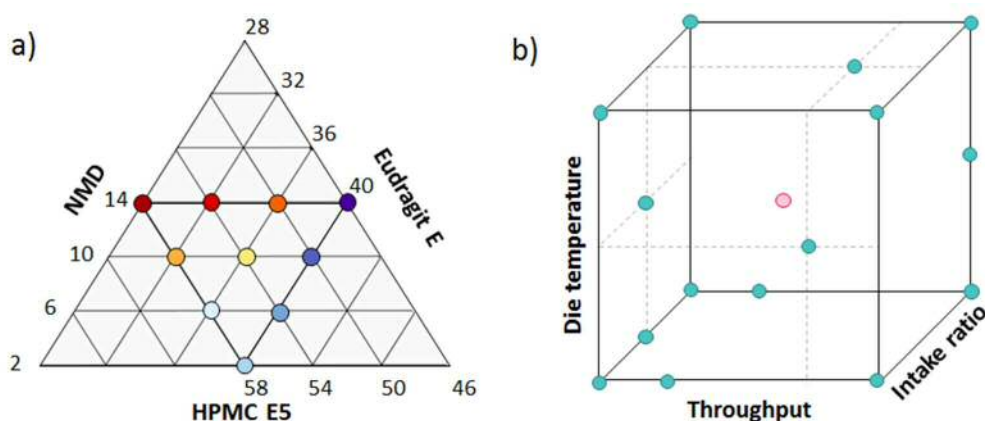 a)
28
32
36
40
Eudragit E
NMD
14
10
6
2
58
54
50
46
HPMC E5
b)
Die temperature
Throughput
Intake ratio